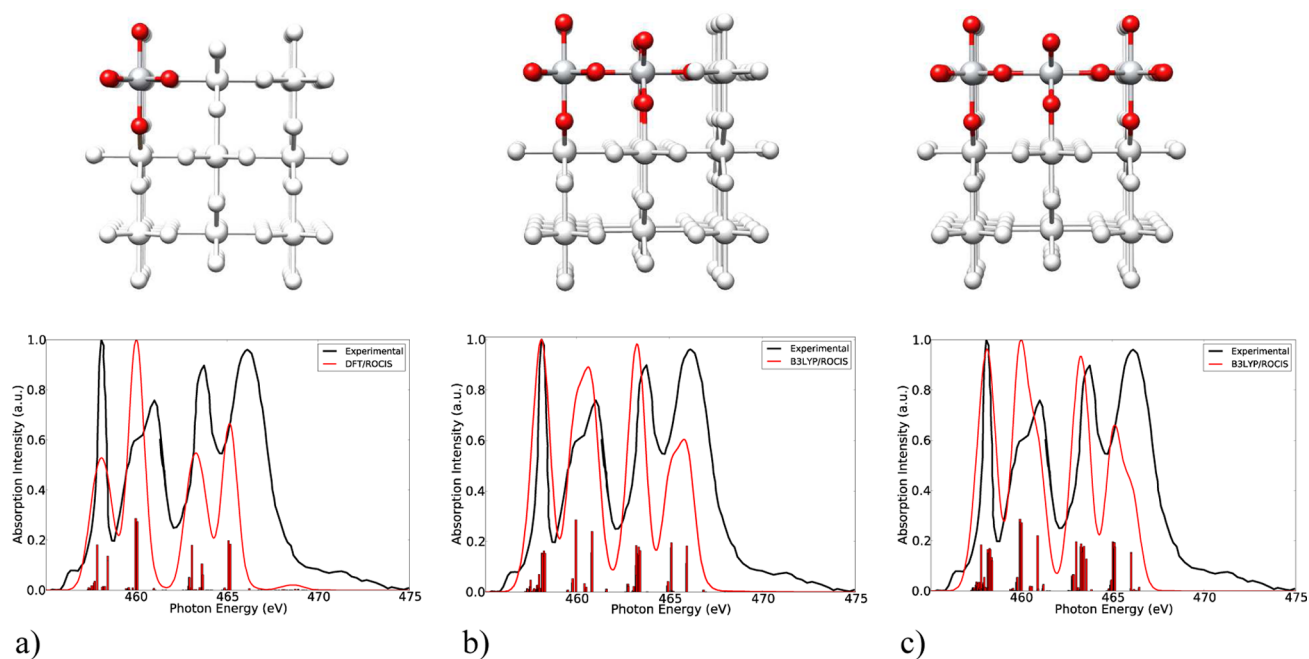 1.0
0.8
0.6
0.4
0.2
0.0
Absorption Intensity (a.u.)
Experimental
DFT/ROCIS
460
465
470
475
Photon Energy (eV)
a)
1.0
0.8
0.6
0.4
0.2
0.0
Absorption Intensity (a.u.)
Experimental
B3LYP/ROCIS
460
465
470
475
Photon Energy (eV)
b)
1.0
0.8
0.6
0.4
0.2
0.0
Absorption Intensity (a.u.)
Experimental
B3LYP/ROCIS
460
465
470
475
Photon Energy (eV)
c)